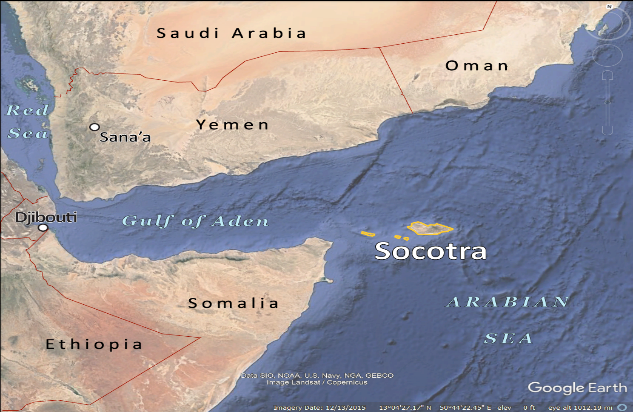 Saudi Arabia
Oman
Red
Sea
Yemen
Sana'a
Djibouti
Gulf of Aden
Socotra
Somalia
ARABIAN
SEA
Ethiopia
Data SIO, NOAA, U.S. Navy, NGA, GEBCO
Image Landsat / Copernicus
Google Earth
Imagery Date: 12/13/2015 13°04'27.17" N 50°44'22.45" E elev 0 ft eye alt 1012.19 mi